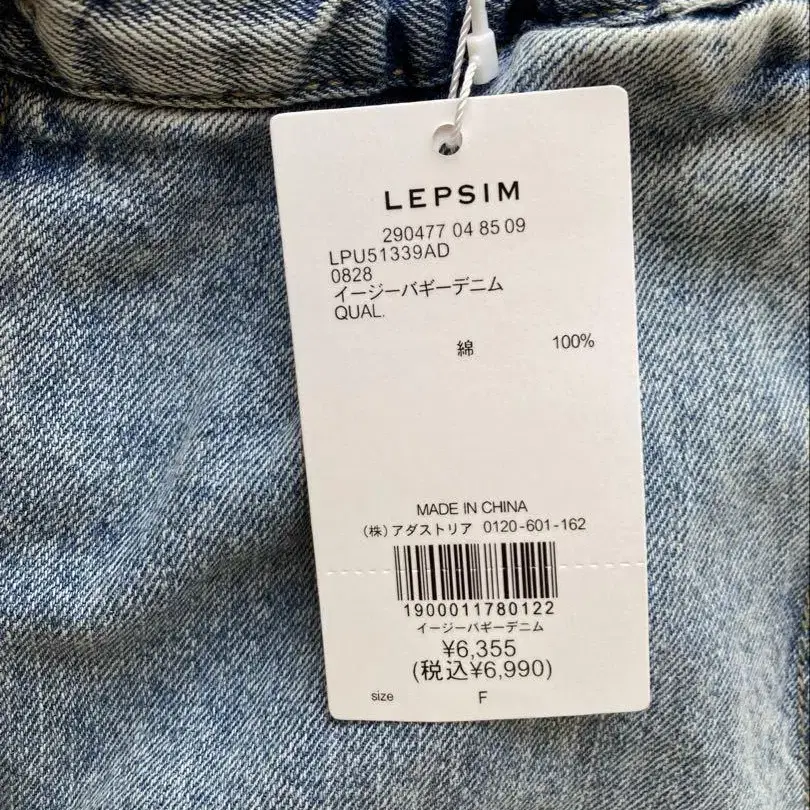 LEPSIM
290477 04 85 09
LPU51339AD
0828
イージーバギーデニム
QUAL.
綿 100%
MADE IN CHINA
(株)アダストリア 0120-601-162
1900011780122
イージーバギーデニム
¥6,355
(税込¥6,990)
size F